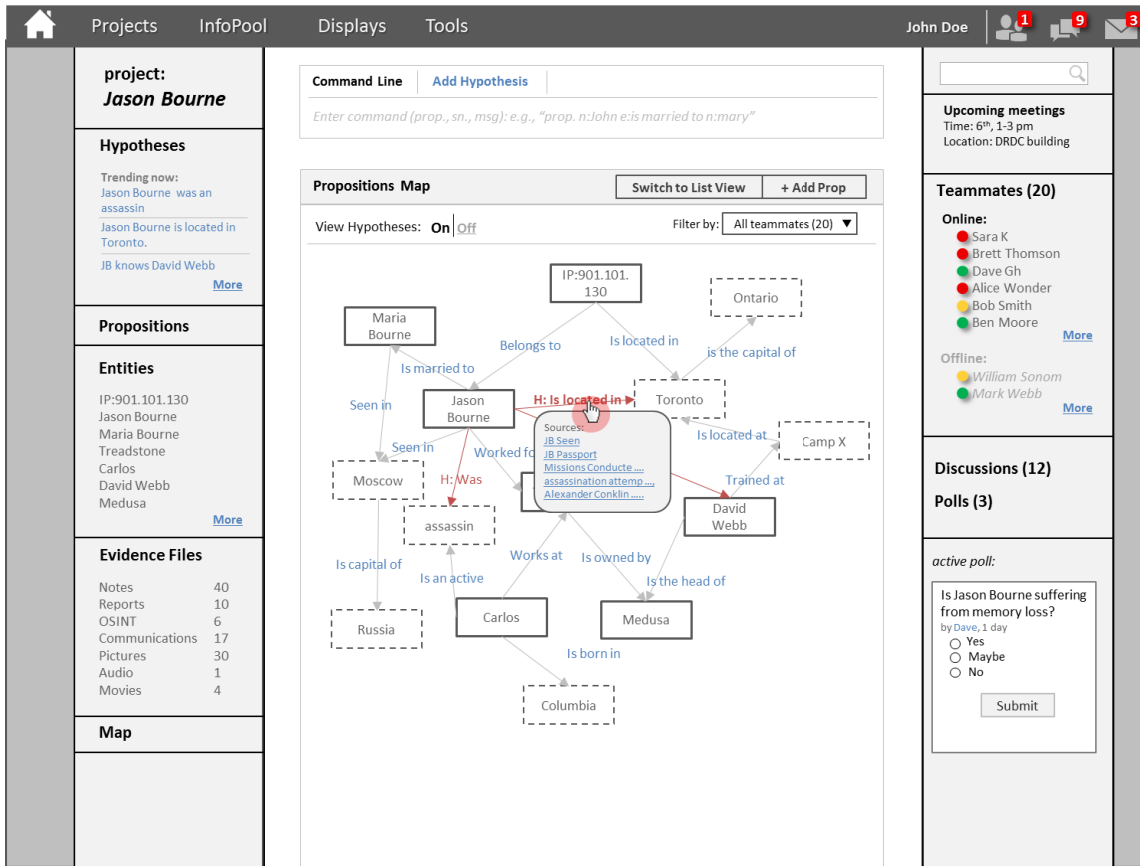 Projects InfoPool Displays Tools John Doe 1 9 3
project:
Jason Bourne
Hypotheses
Trending now:
Jason Bourne was an
assassin
Jason Bourne is located in
Toronto.
JB knows David Webb
More
Propositions
Entities
IP:901.101.130
Jason Bourne
Maria Bourne
Treadstone
Carlos
David Webb
Medusa
More
Evidence Files
Notes 40
Reports 10
OSINT 6
Communications 17
Pictures 30
Audio 1
Movies 4
Map
Command Line Add Hypothesis
Enter command (prop., sn., msg): e.g., “prop. n:John e:is married to n:mary”
Propositions Map Switch to List View + Add Prop
View Hypotheses: On Off Filter by: All teammates (20)
IP:901.101.
130
Ontario
Maria
Bourne
Belongs to
Is located in
is the capital of
Is married to
Jason
Bourne
H: Is located in
Toronto
Seen in
Sources:
JB Seen
JB Passport
Missions Conducte ....
assassination attemp ...,
Alexander Conklin .....
Is located at
Camp X
Seen in
Worked fo
Moscow
H: Was
Trained at
assassin
David
Webb
Is capital of
Works at
Is owned by
Is an active
Is the head of
Russia
Carlos
Medusa
Is born in
Columbia
Upcoming meetings
Time: 6th, 1-3 pm
Location: DRDC building
Teammates (20)
Online:
Sara K
Brett Thomson
Dave Gh
Alice Wonder
Bob Smith
Ben Moore
More
Offline:
William Sonom
Mark Webb
More
Discussions (12)
Polls (3)
active poll:
Is Jason Bourne suffering
from memory loss?
by Dave, 1 day
Yes
Maybe
No
Submit